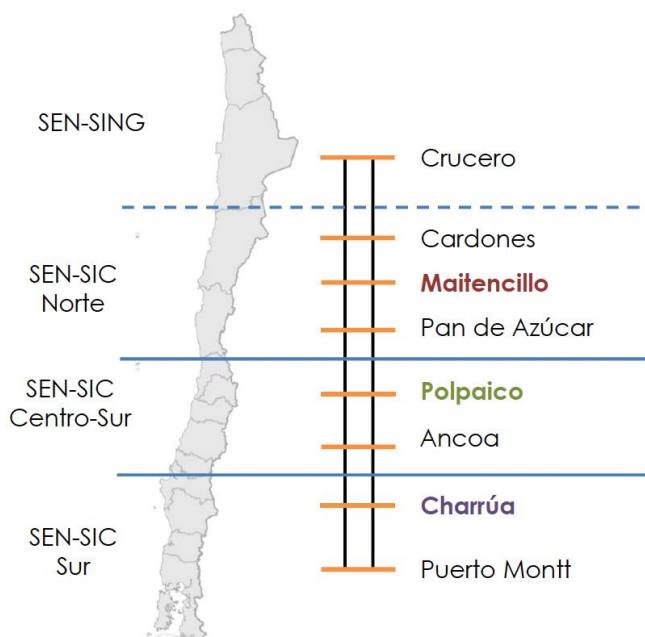 SEN-SING
Crucero
Cardones
SEN-SIC
Norte
Maitencillo
Pan de Azúcar
SEN-SIC
Centro-Sur
Polpaico
Ancoa
Charrúa
SEN-SIC
Sur
Puerto Montt